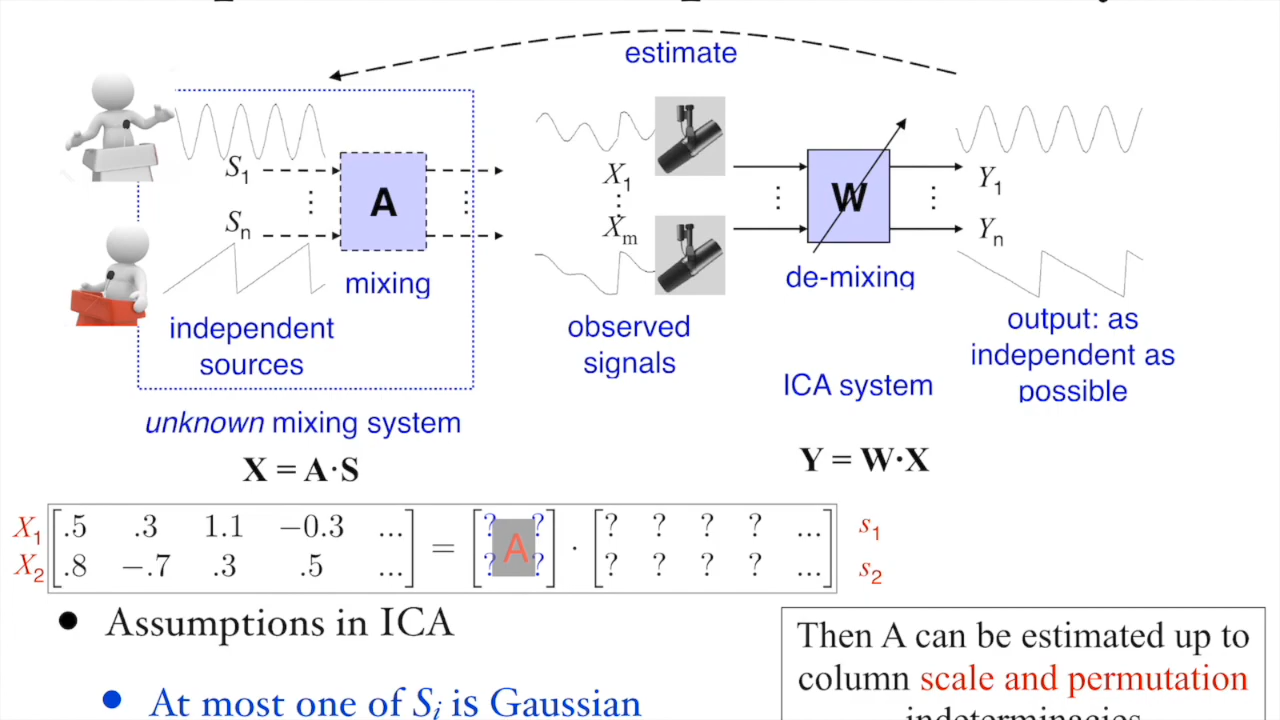 estimate
S1
A
X1
W
Y1
Sn
Xm
Yn
mixing
de-mixing
independent
sources
observed
signals
output: as
independent as
possible
ICA system
unknown mixing system
X = A·S
Y = W·X
X1 .5 .3 1.1 −0.3 ... = ? ? · ? ? ? ? ... s1
A
X2 .8 −.7 .3 .5 ... ? ? ? ? ? ? ... s2
• Assumptions in ICA
• At most one of Si is Gaussian
Then A can be estimated up to
column scale and permutation
indeterminacies